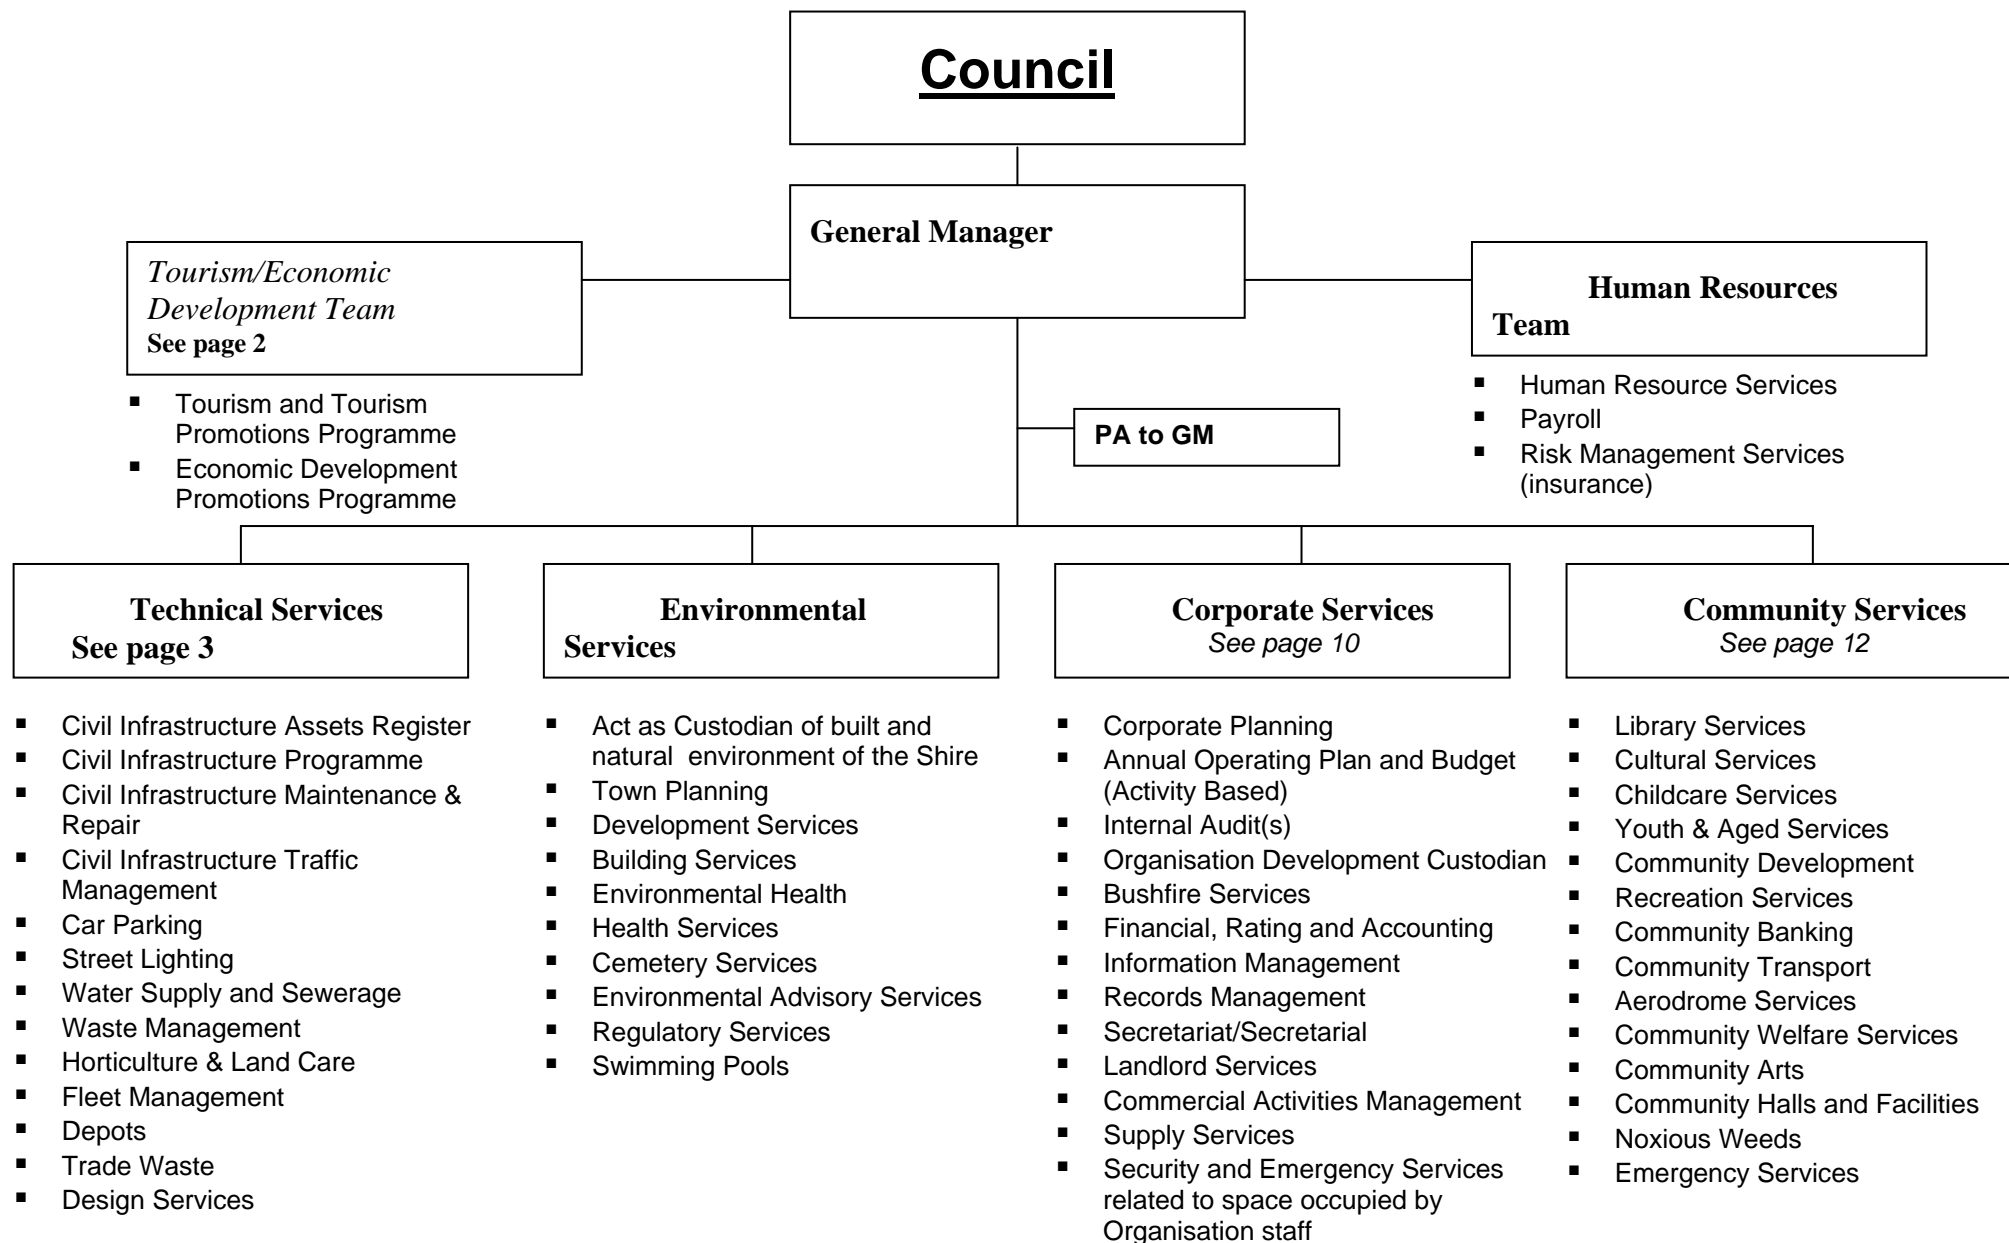 Council
General Manager
Tourism/Economic
Development Team
See page 2
▪ Tourism and Tourism
Promotions Programme
▪ Economic Development
Promotions Programme
Human Resources
Team
▪ Human Resource Services
▪ Payroll
▪ Risk Management Services
(insurance)
PA to GM
Technical Services
See page 3
▪ Civil Infrastructure Assets Register
▪ Civil Infrastructure Programme
▪ Civil Infrastructure Maintenance &
Repair
▪ Civil Infrastructure Traffic
Management
▪ Car Parking
▪ Street Lighting
▪ Water Supply and Sewerage
▪ Waste Management
▪ Horticulture & Land Care
▪ Fleet Management
▪ Depots
▪ Trade Waste
▪ Design Services
Environmental
Services
▪ Act as Custodian of built and
natural environment of the Shire
▪ Town Planning
▪ Development Services
▪ Building Services
▪ Environmental Health
▪ Health Services
▪ Cemetery Services
▪ Environmental Advisory Services
▪ Regulatory Services
▪ Swimming Pools
Corporate Services
See page 10
▪ Corporate Planning
▪ Annual Operating Plan and Budget
(Activity Based)
▪ Internal Audit(s)
▪ Organisation Development Custodian
▪ Bushfire Services
▪ Financial, Rating and Accounting
▪ Information Management
▪ Records Management
▪ Secretariat/Secretarial
▪ Landlord Services
▪ Commercial Activities Management
▪ Supply Services
▪ Security and Emergency Services
related to space occupied by
Organisation staff
Community Services
See page 12
▪ Library Services
▪ Cultural Services
▪ Childcare Services
▪ Youth & Aged Services
▪ Community Development
▪ Recreation Services
▪ Community Banking
▪ Community Transport
▪ Aerodrome Services
▪ Community Welfare Services
▪ Community Arts
▪ Community Halls and Facilities
▪ Noxious Weeds
▪ Emergency Services